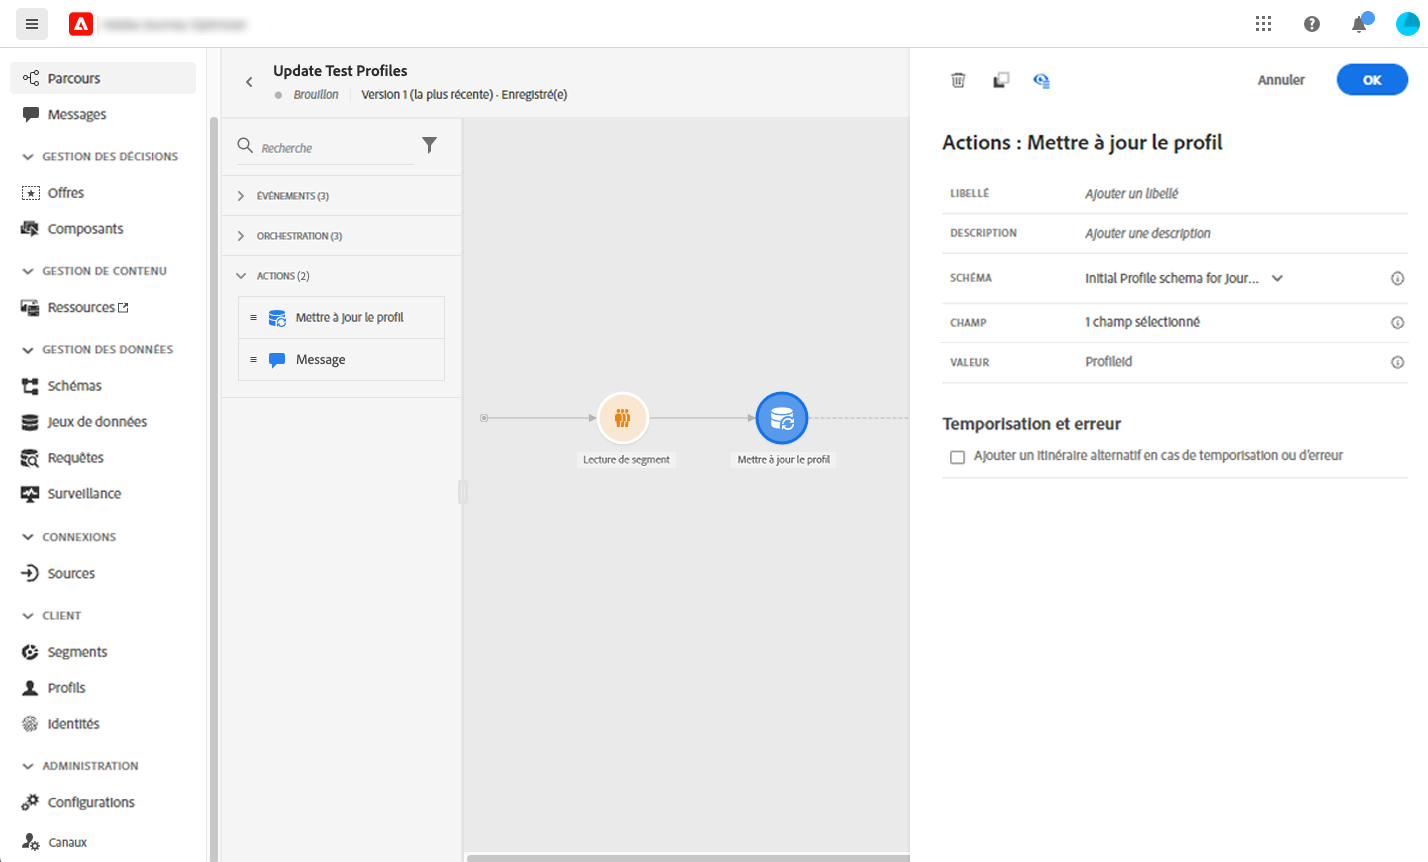 Parcours
Messages
GESTION DES DÉCISIONS
Offres
Composants
GESTION DE CONTENU
Ressources
GESTION DES DONNÉES
Schémas
Jeux de données
Requêtes
Surveillance
CONNEXIONS
Sources
CLIENT
Segments
Profils
Identités
ADMINISTRATION
Configurations
Canaux
Update Test Profiles
Brouillon
Version 1 (la plus récente) · Enregistré(e)
Recherche
ÉVÉNEMENTS (3)
ORCHESTRATION (3)
ACTIONS (2)
Mettre à jour le profil
Message
Lecture de segment
Mettre à jour le profil
Annuler
OK
Actions : Mettre à jour le profil
LIBELLÉ
Ajouter un libellé
DESCRIPTION
Ajouter une description
SCHÉMA
Initial Profile schema for Jour...
CHAMP
1 champ sélectionné
VALEUR
ProfileId
Temporisation et erreur
Ajouter un itinéraire alternatif en cas de temporisation ou d'erreur